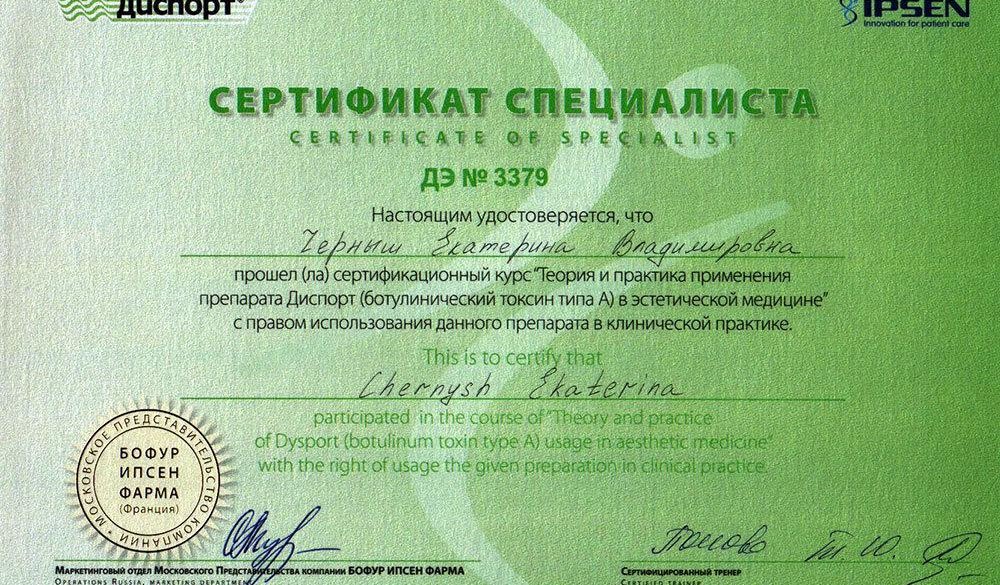 Диспорт®
IPSEN
Innovation for patient care
СЕРТИФИКАТ СПЕЦИАЛИСТА
CERTIFICATE OF SPECIALIST
ДЭ № 3379
Настоящим удостоверяется, что
Черныш Екатерина Владимировна
прошел (ла) сертификационный курс "Теория и практика применения
препарата Диспорт (ботулинический токсин типа А) в эстетической медицине"
с правом использования данного препарата в клинической практике.
This is to certify that
Chernysh Ekaterina
participated in the course of "Theory and practice
of Dysport (botulinum toxin type A) usage in aesthetic medicine"
with the right of usage the given preparation in clinical practice.
МОСКОВСКОЕ ПРЕДСТАВИТЕЛЬСТВО КОМПАНИИ
БОФУР
ИПСЕН
ФАРМА
(Франция)
Маркетинговый отдел Московского Представительства компании БОФУР ИПСЕН ФАРМА
Operations Russia, marketing department
Сертифицированный тренер
Certified trainer